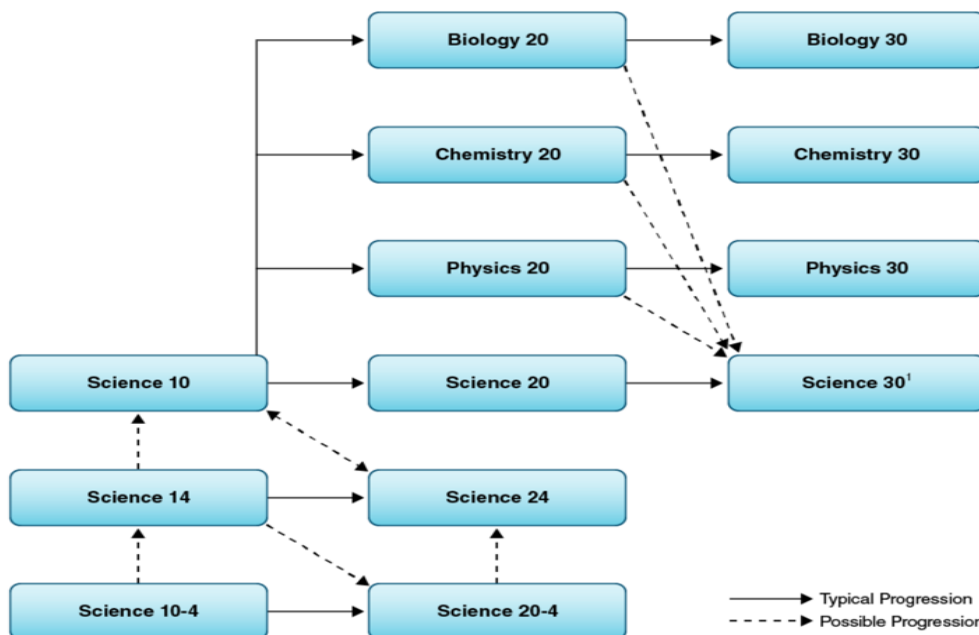 Biology 20
Biology 30
Chemistry 20
Chemistry 30
Physics 20
Physics 30
Science 10
Science 20
Science 30¹
Science 14
Science 24
Science 10-4
Science 20-4
Typical Progression
Possible Progression